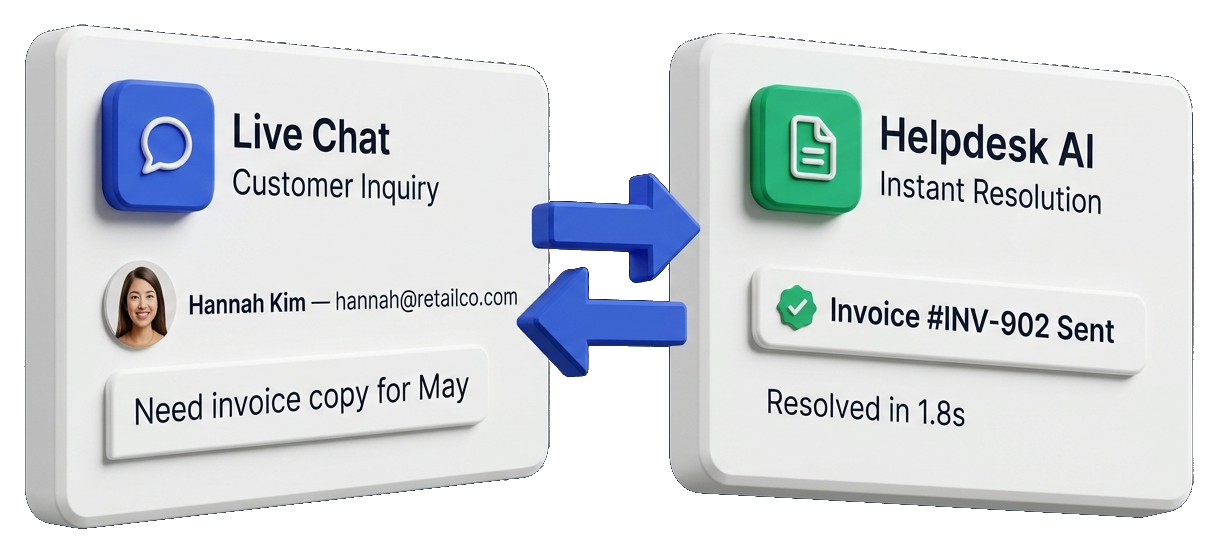 Live Chat
Customer Inquiry
Hannah Kim — hannah@retailco.com
Need invoice copy for May
Helpdesk AI
Instant Resolution
Invoice #INV-902 Sent
Resolved in 1.8s